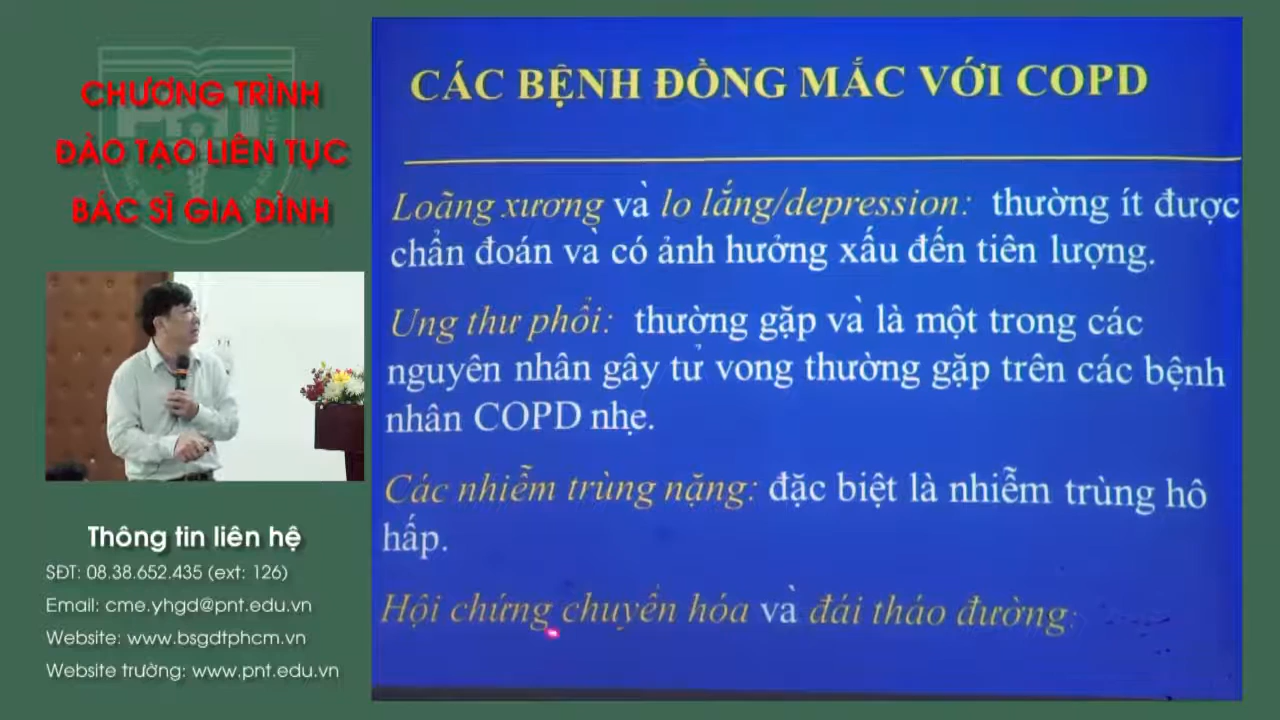 CHƯƠNG TRÌNH
ĐÀO TẠO LIÊN TỤC
BÁC SĨ GIA ĐÌNH
Thông tin liên hệ
SĐT: 08.38.652.435 (ext: 126)
Email: cme.yhgd@pnt.edu.vn
Website: www.bsgdtphcm.vn
Website trường: www.pnt.edu.vn
CÁC BỆNH ĐỒNG MẮC VỚI COPD
Loãng xương và lo lắng/depression: thường ít được
chẩn đoán và có ảnh hưởng xấu đến tiên lượng.
Ung thư phổi: thường gặp và là một trong các
nguyên nhân gây tử vong thường gặp trên các bệnh
nhân COPD nhẹ.
Các nhiễm trùng nặng: đặc biệt là nhiễm trùng hô
hấp.
Hội chứng chuyển hóa và đái tháo đường: